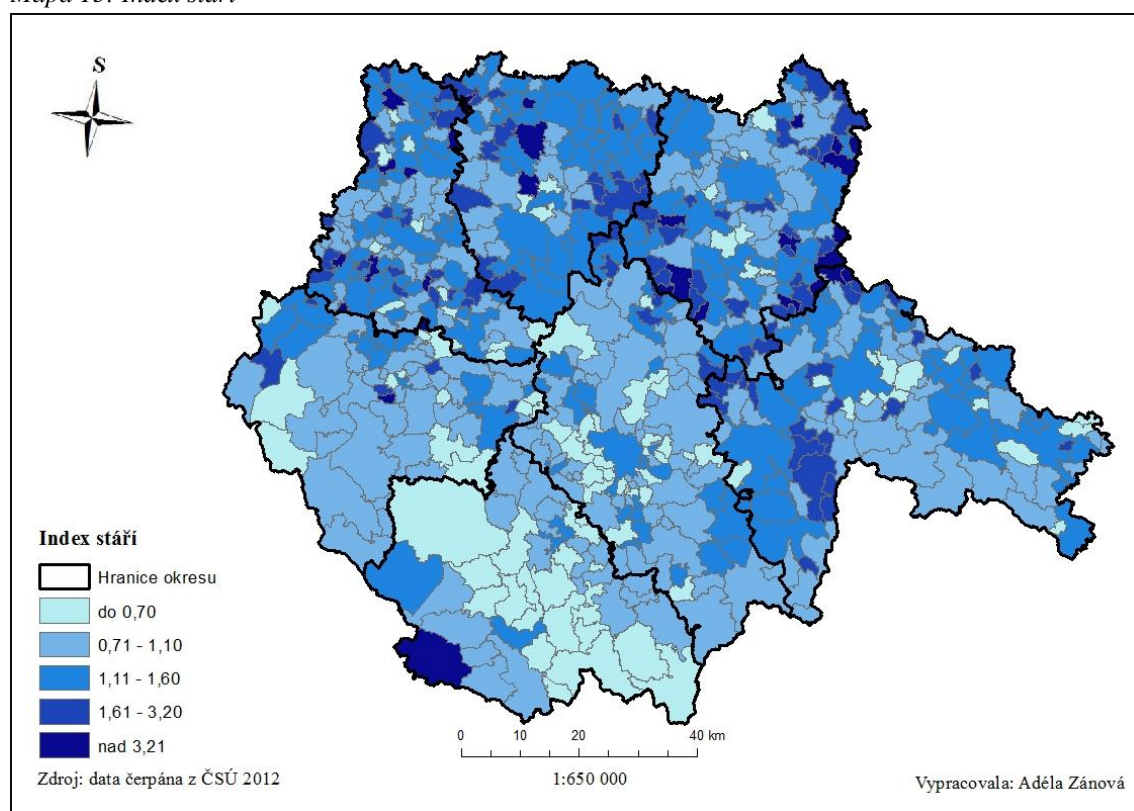 Mapa Index stáří
S
Index stáří
Hranice okresu
do 0,70
0,71 - 1,10
1,11 - 1,60
1,61 - 3,20
nad 3,21
0 10 20 40 km
Zdroj: data čerpána z ČSÚ 2012
1:650 000
Vypracovala: Adéla Zánová